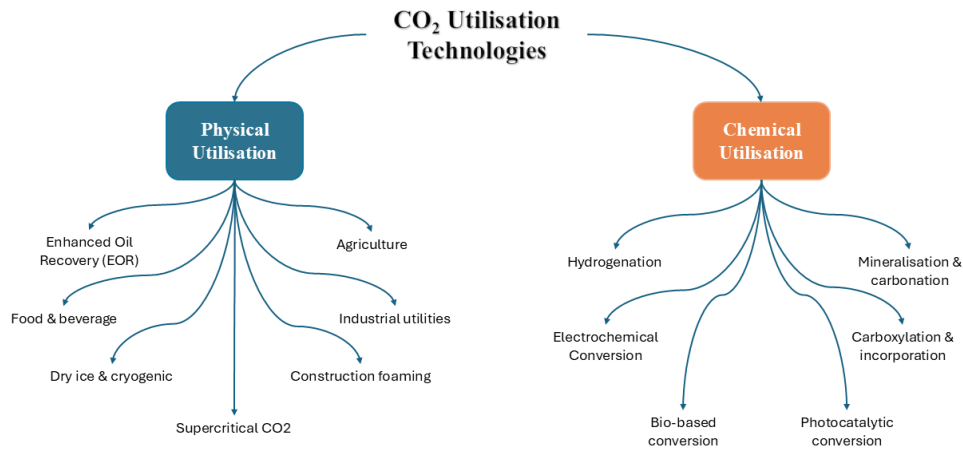 CO₂ Utilisation
Technologies
Physical
Utilisation
Chemical
Utilisation
Enhanced Oil
Recovery (EOR)
Agriculture
Food & beverage
Industrial utilities
Dry ice & cryogenic
Construction foaming
Supercritical CO2
Hydrogenation
Mineralisation &
carbonation
Electrochemical
Conversion
Carboxylation &
incorporation
Bio-based
conversion
Photocatalytic
conversion